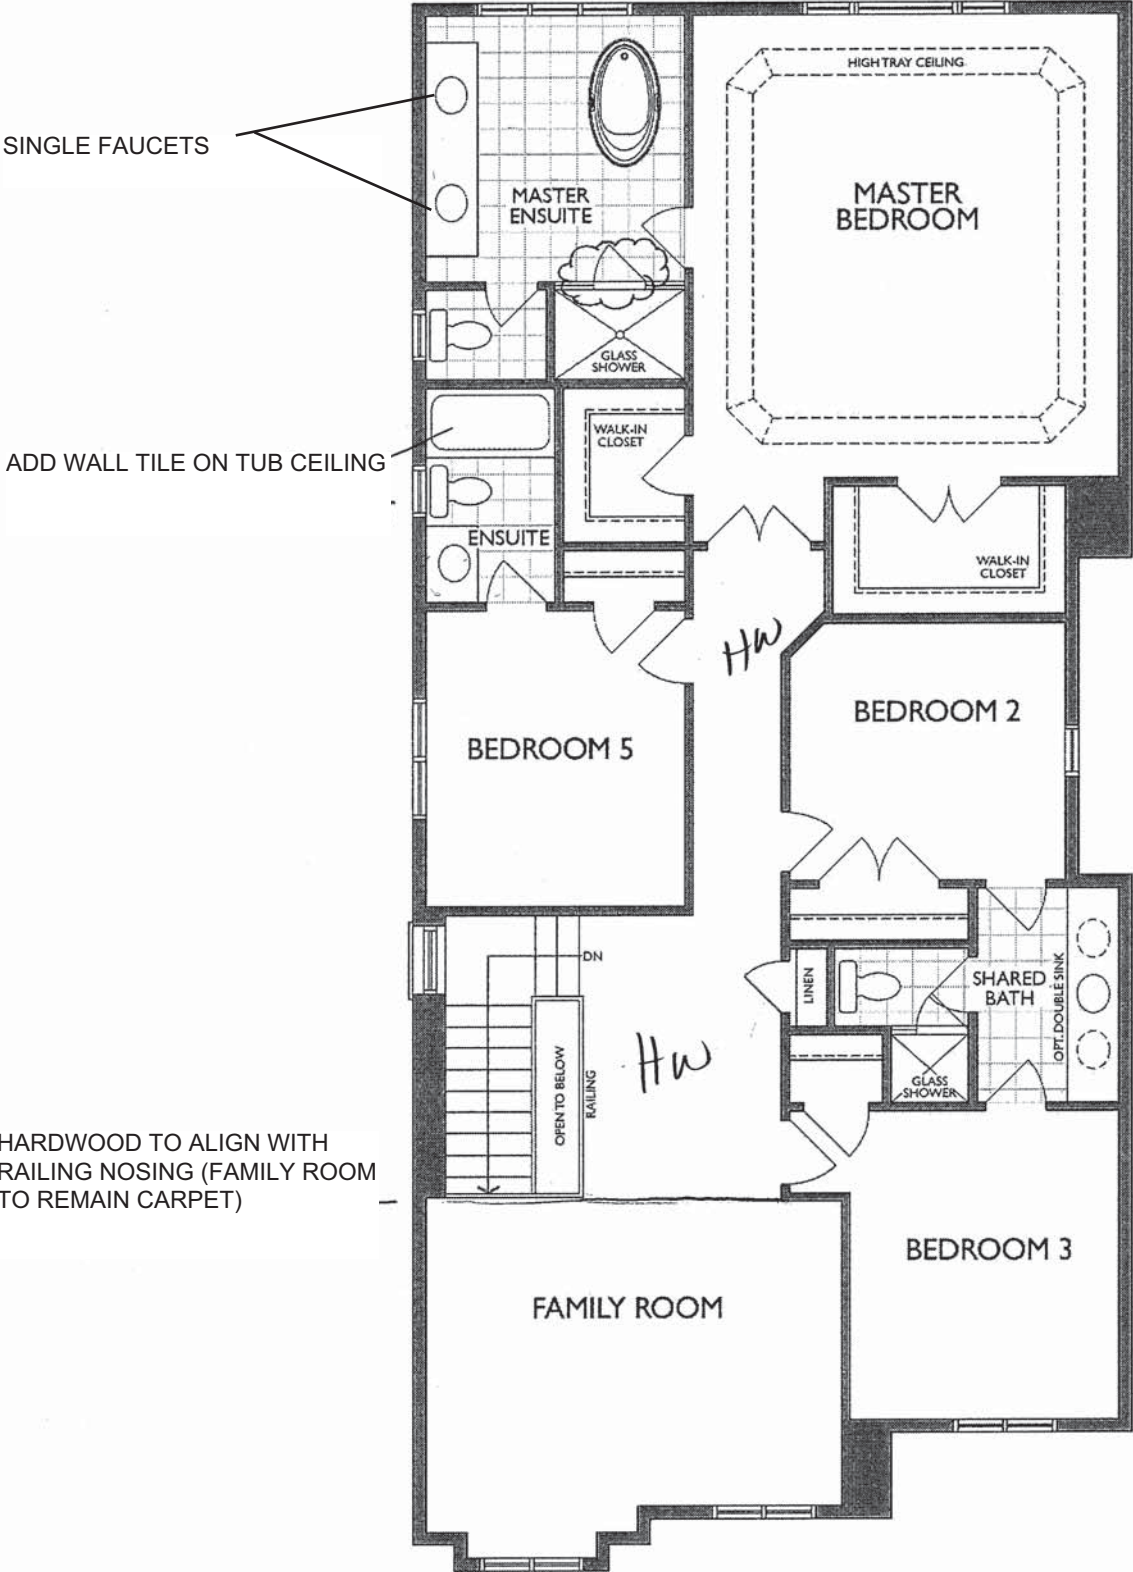 HIGH TRAY CEILING
SINGLE FAUCETS
MASTER
ENSUITE
MASTER
BEDROOM
GLASS
SHOWER
WALK-IN
CLOSET
ADD WALL TILE ON TUB CEILING
ENSUITE
WALK-IN
CLOSET
HW
BEDROOM 2
BEDROOM 5
DN
LINEN
SHARED
BATH
OPT. DOUBLE SINK
HW
OPEN TO BELOW
RAILING
GLASS
SHOWER
HARDWOOD TO ALIGN WITH
RAILING NOSING (FAMILY ROOM
TO REMAIN CARPET)
BEDROOM 3
FAMILY ROOM